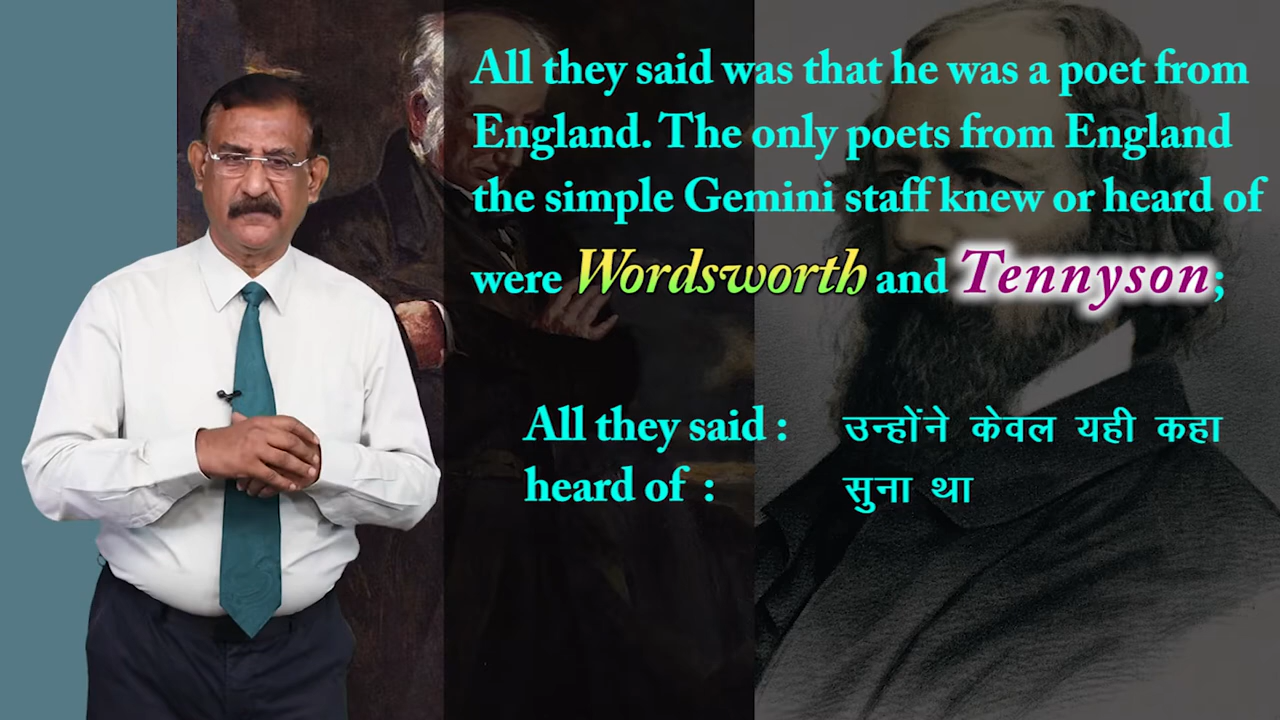 All they said was that he was a poet from
England. The only poets from England
the simple Gemini staff knew or heard of
were Wordsworth and Tennyson;
All they said : उन्होंने केवल यही कहा
heard of : सुना था